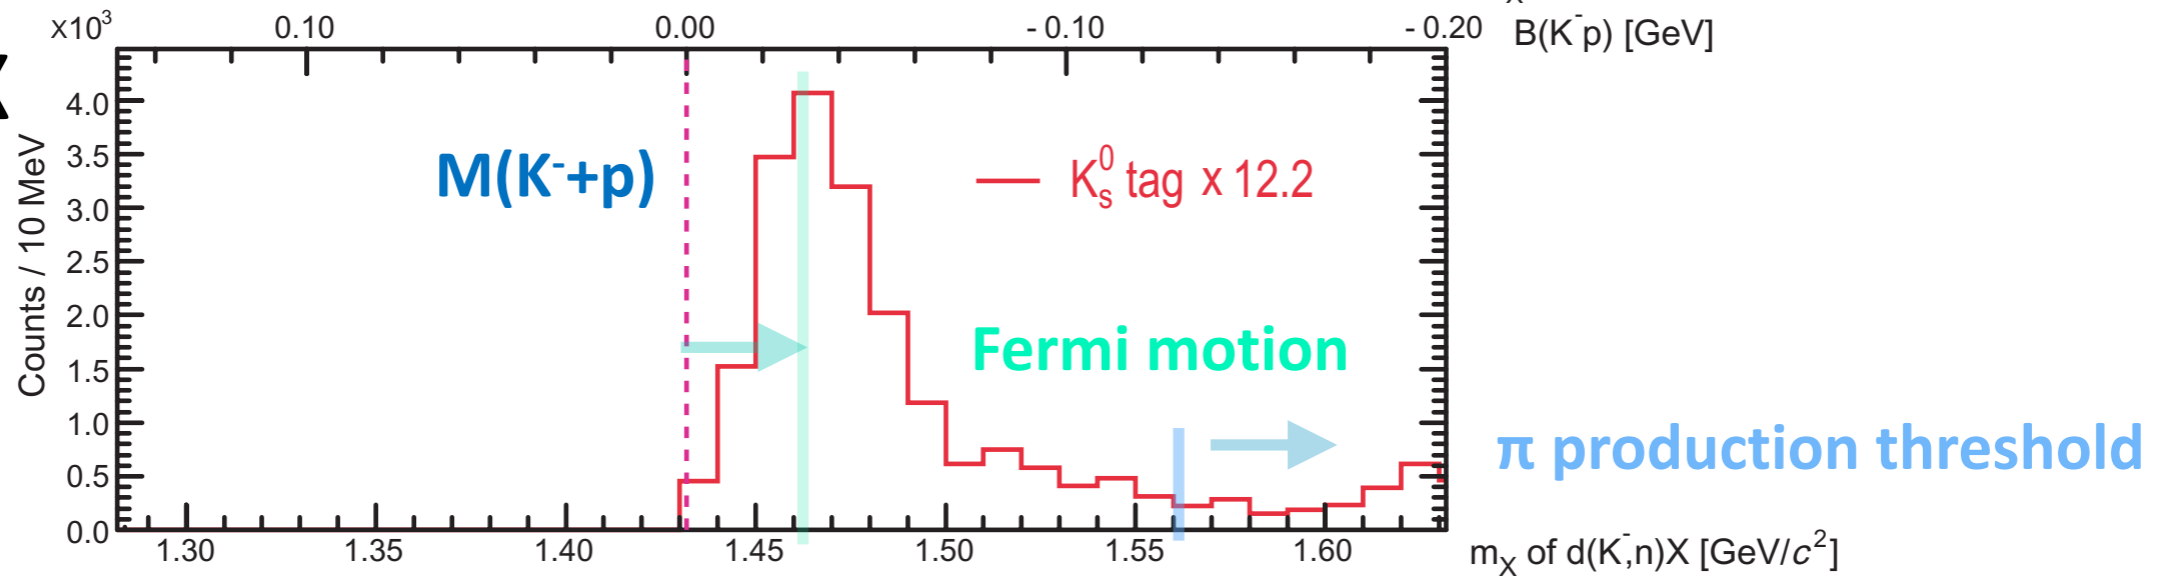 x10³ 0.10 0.00 - 0.10 - 0.20 B(K⁻p) [GeV]
4.0
3.5
3.0
2.5
2.0
1.5
1.0
0.5
0.0
Counts / 10 MeV
M(K⁻+p)
K⁰ₛ tag x 12.2
Fermi motion
π production threshold
1.30 1.35 1.40 1.45 1.50 1.55 1.60 mₓ of d(K⁻,n)X [GeV/c²]